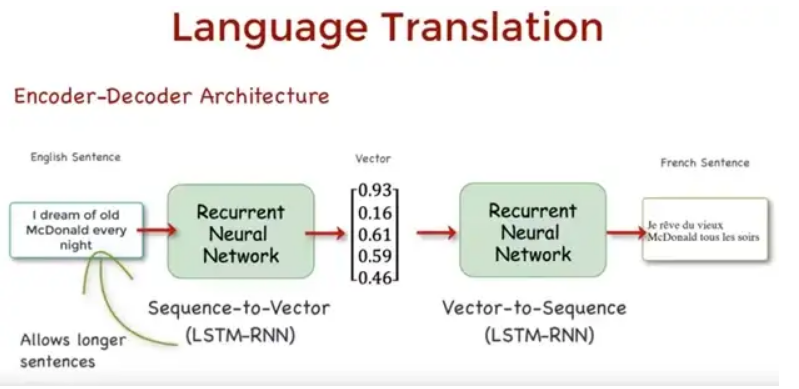 Language Translation
Encoder-Decoder Architecture
English Sentence
Vector
French Sentence
I dream of old
McDonald every
night
Recurrent
Neural
Network
0.93
0.16
0.61
0.59
0.46
Recurrent
Neural
Network
Je rêve du vieux
McDonald tous les soirs
Sequence-to-Vector
(LSTM-RNN)
Vector-to-Sequence
(LSTM-RNN)
Allows longer
sentences